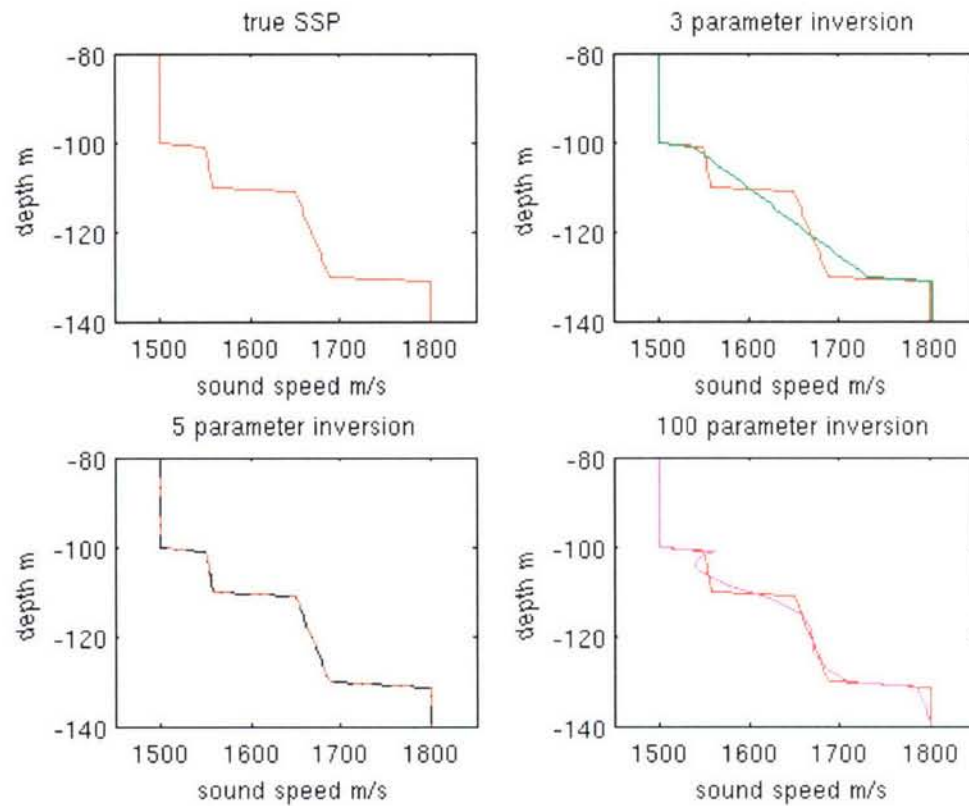 true SSP
-80
-100
-120
-140
depth m
1500 1600 1700 1800
sound speed m/s
3 parameter inversion
-80
-100
-120
-140
depth m
1500 1600 1700 1800
sound speed m/s
5 parameter inversion
-80
-100
-120
-140
depth m
1500 1600 1700 1800
sound speed m/s
100 parameter inversion
-80
-100
-120
-140
depth m
1500 1600 1700 1800
sound speed m/s